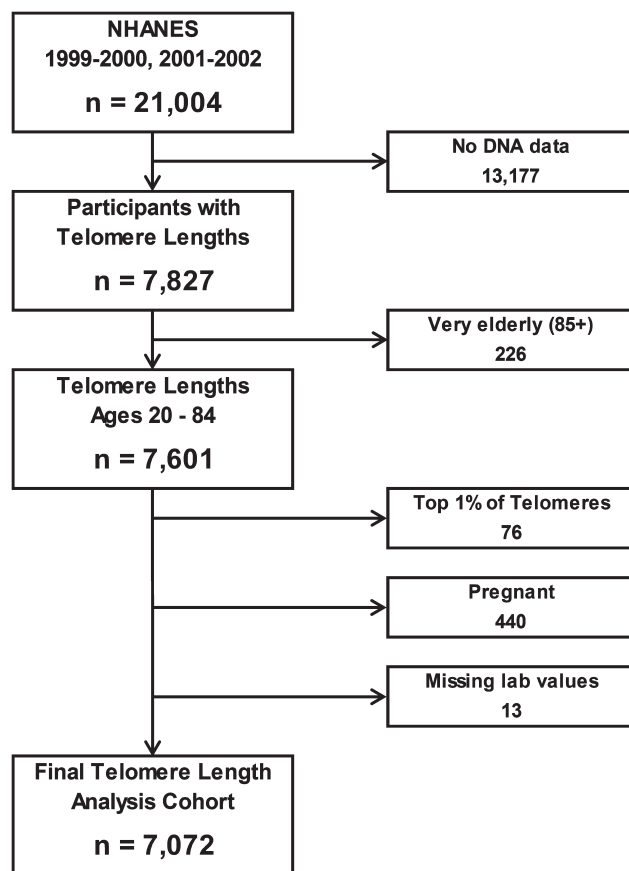 NHANES
1999-2000, 2001-2002
n = 21,004
No DNA data
13,177
Participants with
Telomere Lengths
n = 7,827
Very elderly (85+)
226
Telomere Lengths
Ages 20 - 84
n = 7,601
Top 1% of Telomeres
76
Pregnant
440
Missing lab values
13
Final Telomere Length
Analysis Cohort
n = 7,072